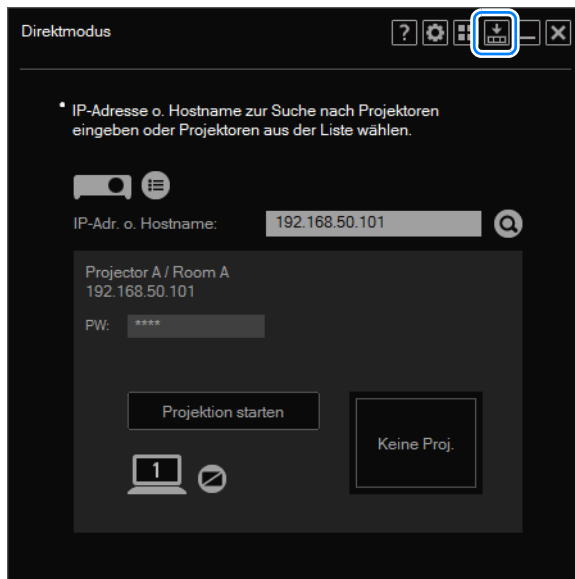 Direktmodus
?
IP-Adresse o. Hostname zur Suche nach Projektoren
eingeben oder Projektoren aus der Liste wählen.
IP-Adr. o. Hostname:
192.168.50.101
Projector A / Room A
192.168.50.101
PW:
****
Projektion starten
Keine Proj.
1